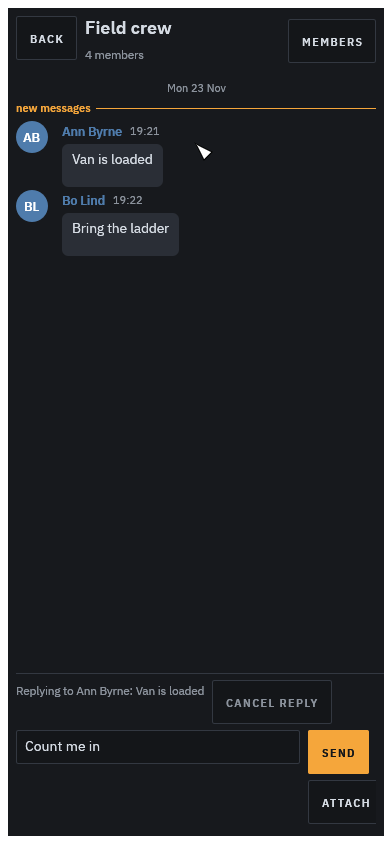 BACK
Field crew
4 members
MEMBERS
Mon 23 Nov
new messages
AB
Ann Byrne 19:21
Van is loaded
BL
Bo Lind 19:22
Bring the ladder
Replying to Ann Byrne: Van is loaded
CANCEL REPLY
Count me in
SEND
ATTACH